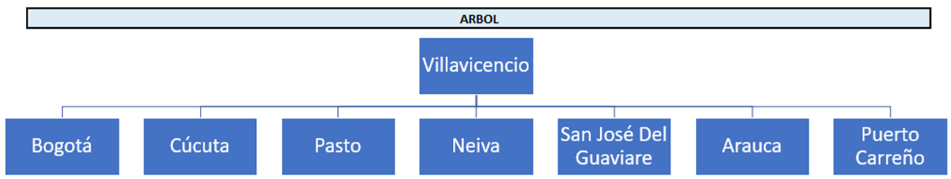 ARBOL
Villavicencio
Bogotá
Cúcuta
Pasto
Neiva
San José Del
Guaviare
Arauca
Puerto
Carreño